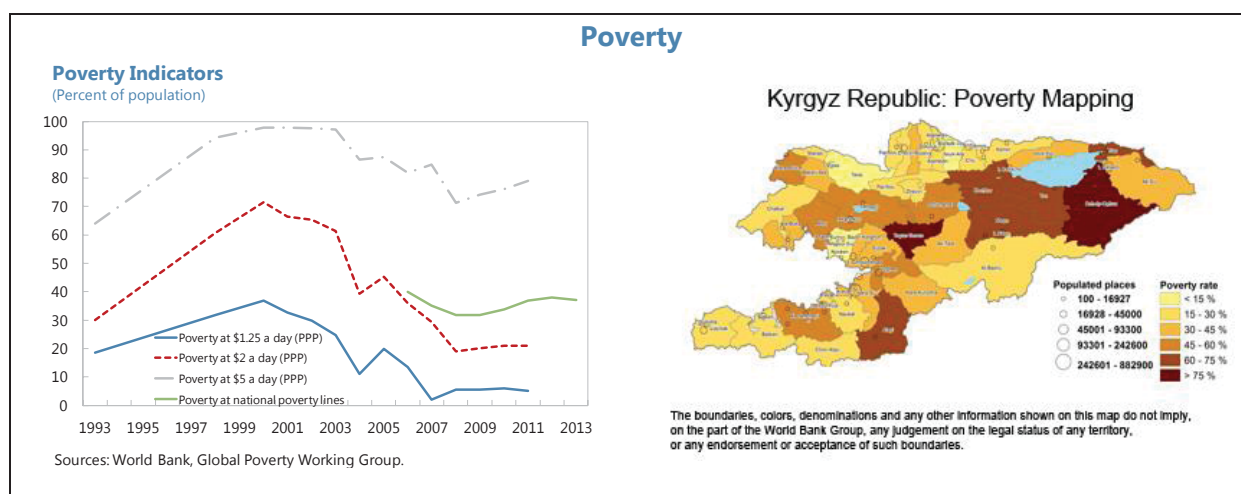 Poverty
Poverty Indicators
(Percent of population)
100
90
80
70
60
50
40
30
20
10
0
Poverty at $1.25 a day (PPP)
Poverty at $2 a day (PPP)
Poverty at $5 a day (PPP)
Poverty at national poverty lines
1993 1995 1997 1999 2001 2003 2005 2007 2009 2011 2013
Sources: World Bank, Global Poverty Working Group.
Kyrgyz Republic: Poverty Mapping
Populated places
100 - 16927
16928 - 45000
45001 - 93300
93301 - 242600
242601 - 882900
Poverty rate
< 15 %
15 - 30 %
30 - 45 %
45 - 60 %
60 - 75 %
> 75 %
The boundaries, colors, denominations and any other information shown on this map do not imply,
on the part of the World Bank Group, any judgement on the legal status of any territory,
or any endorsement or acceptance of such boundaries.